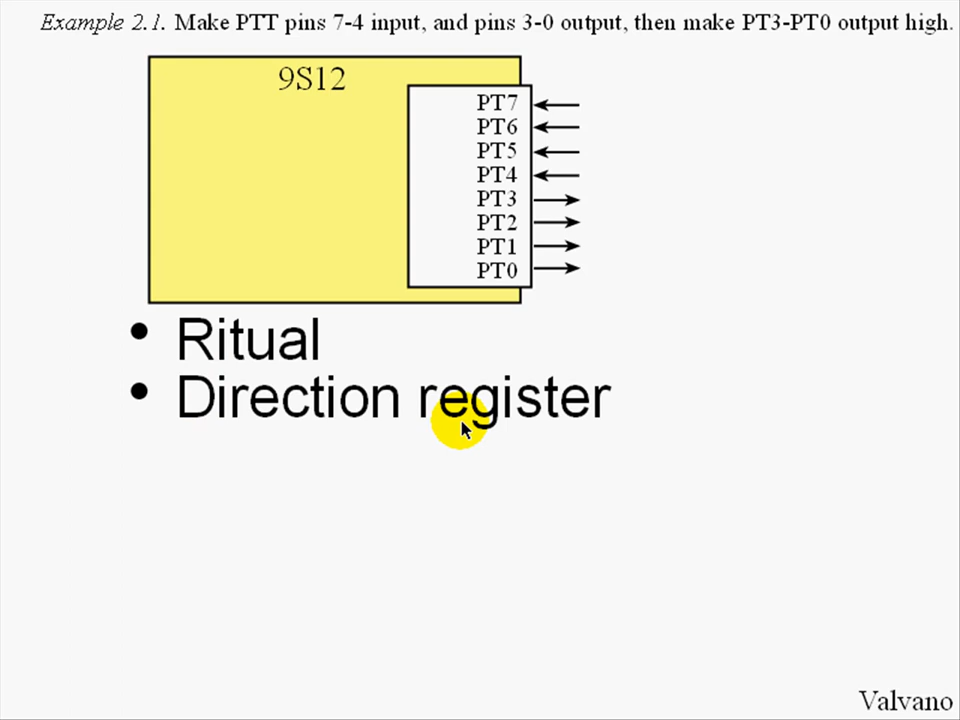 Example 2.1. Make PTT pins 7-4 input, and pins 3-0 output, then make PT3-PT0 output high.
9S12
PT7
PT6
PT5
PT4
PT3
PT2
PT1
PT0
• Ritual
• Direction register
Valvano